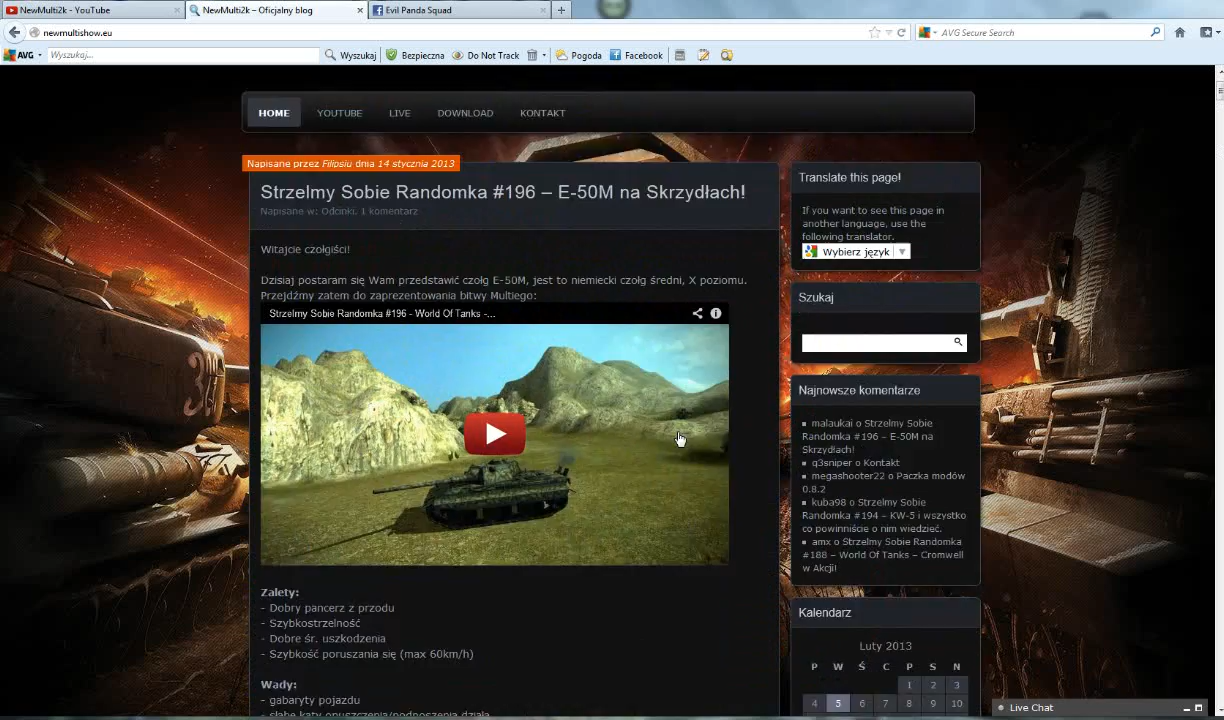 NewMulti2k - YouTube
NewMulti2k – Oficjalny blog
Evil Panda Squad
newmultishow.eu
AVG Secure Search
AVG
Wyszukaj...
Wyszukaj
Bezpieczna
Do Not Track
Pogoda
Facebook
HOME
YOUTUBE
LIVE
DOWNLOAD
KONTAKT
Napisane przez Filipsiu dnia 14 stycznia 2013
Strzelmy Sobie Randomka #196 – E-50M na Skrzydłach!
Napisane w: Odcinki. 1 komentarz
Witajcie czołgiści!
Dzisiaj postaram się Wam przedstawić czołg E-50M, jest to niemiecki czołg średni, X poziomu.
Przejdźmy zatem do zaprezentowania bitwy Multiego:
Strzelmy Sobie Randomka #196 - World Of Tanks -...
Zalety:
- Dobry pancerz z przodu
- Szybkostrzelność
- Dobre śr. uszkodzenia
- Szybkość poruszania się (max 60km/h)
Wady:
- gabaryty pojazdu
- słabe kąty opuszczenia/podnoszenia działa
Translate this page!
If you want to see this page in
another language, use the
following translator.
Wybierz język
Szukaj
Najnowsze komentarze
malaukai o Strzelmy Sobie
Randomka #196 – E-50M na
Skrzydłach!
q3sniper o Kontakt
megashooter22 o Paczka modów
0.8.2
kuba98 o Strzelmy Sobie
Randomka #194 – KW-5 i wszystko
co powinniście o nim wiedzieć.
amx o Strzelmy Sobie Randomka
#188 – World Of Tanks – Cromwell
w Akcji!
Kalendarz
Luty 2013
P W Ś C P S N
1 2 3
4 5 6 7 8 9 10
Live Chat